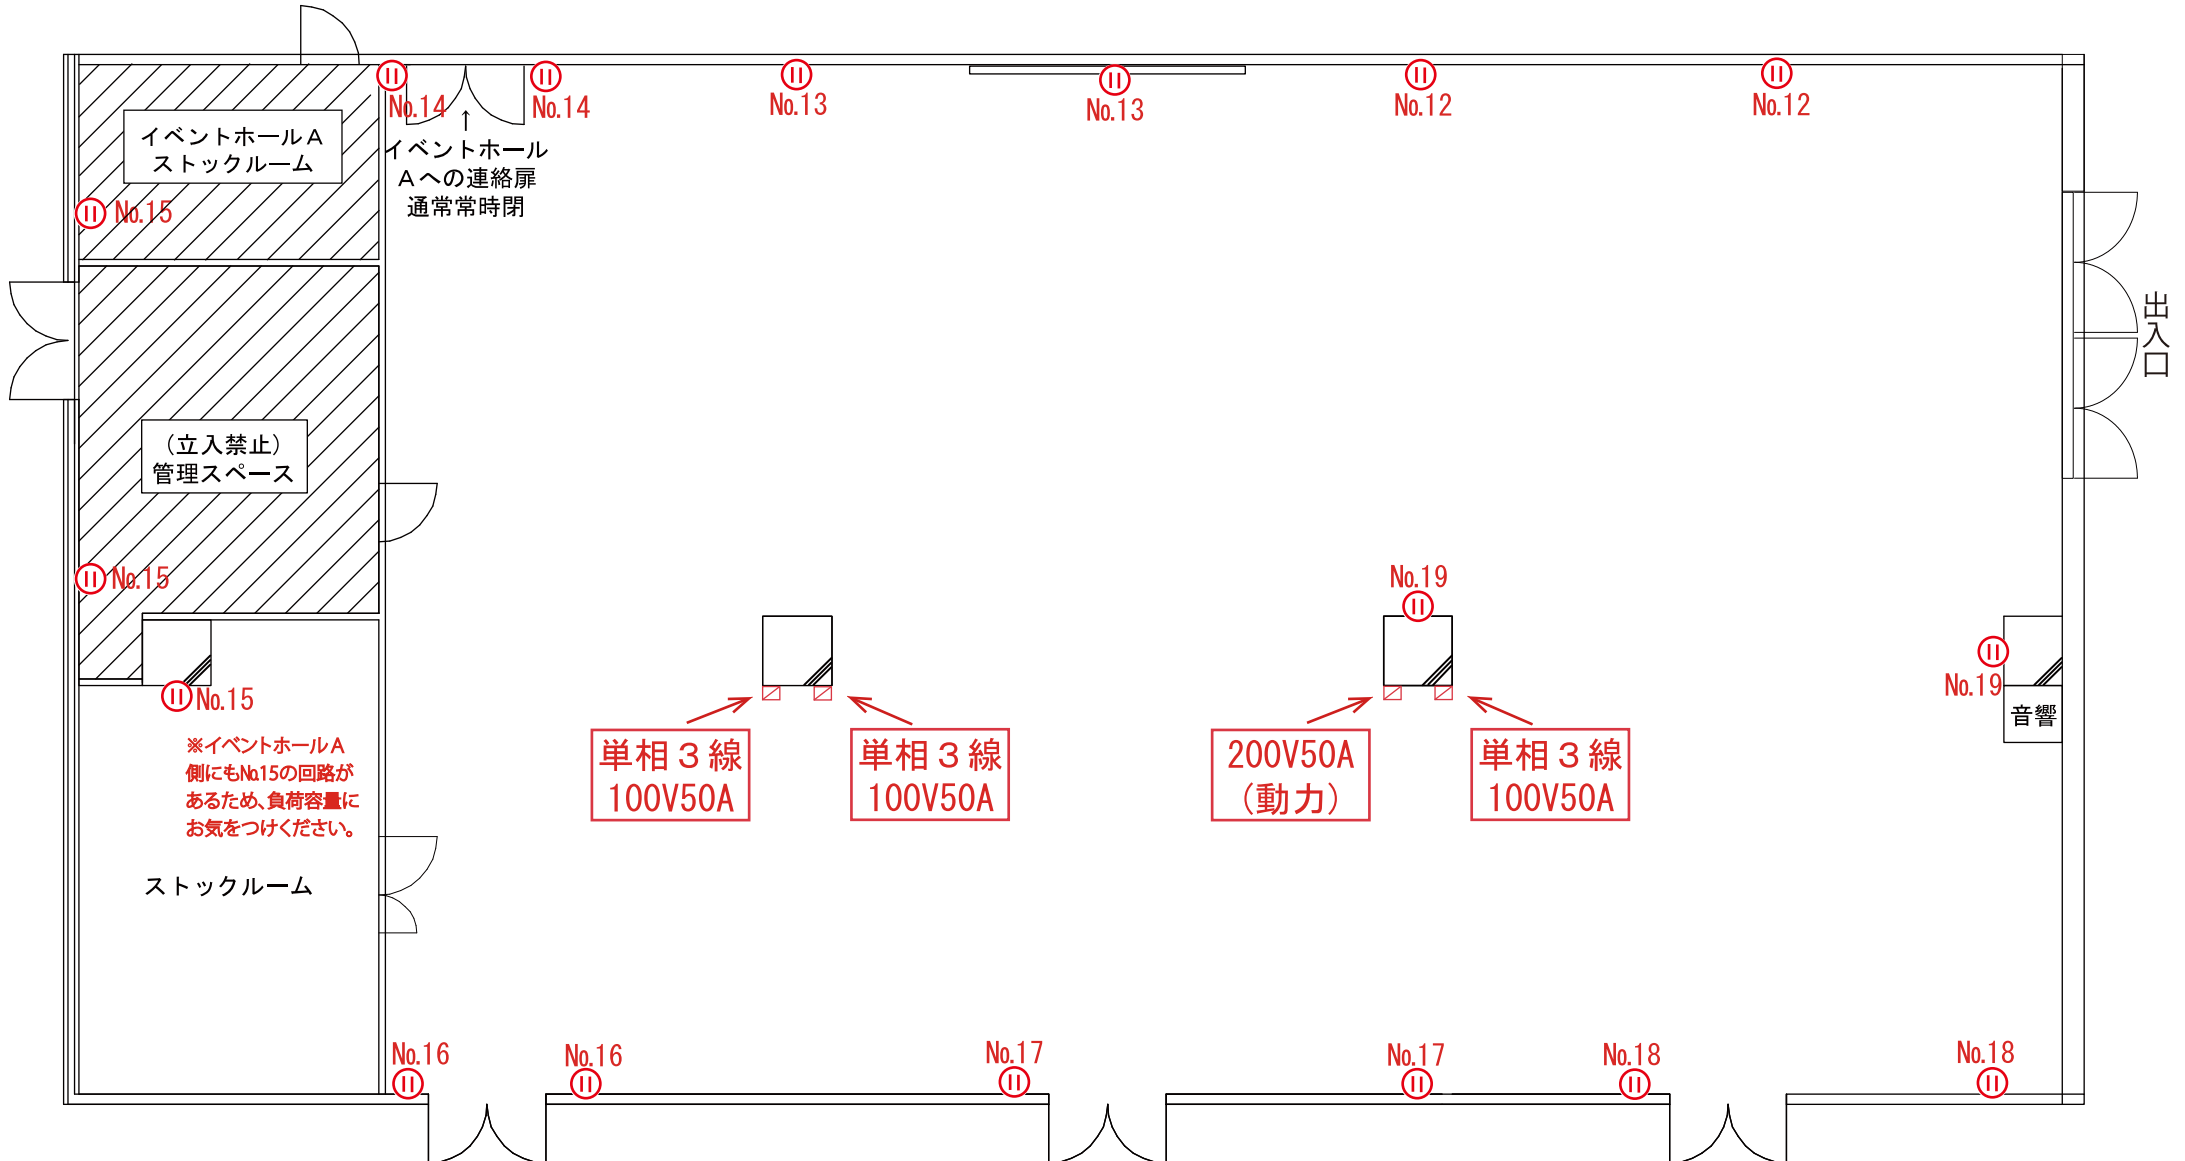 No.14
No.14
No.13
No.13
No.12
No.12
イベントホールA
ストックルーム
↑
イベントホール
Aへの連絡扉
通常常時閉
No.15
出入口
(立入禁止)
管理スペース
No.15
No.19
No.15
No.19
音響
※イベントホールA
側にもNo.15の回路が
あるため、負荷容量に
お気をつけください。
単相3線
100V50A
単相3線
100V50A
200V50A
(動力)
単相3線
100V50A
ストックルーム
No.16
No.16
No.17
No.17
No.18
No.18